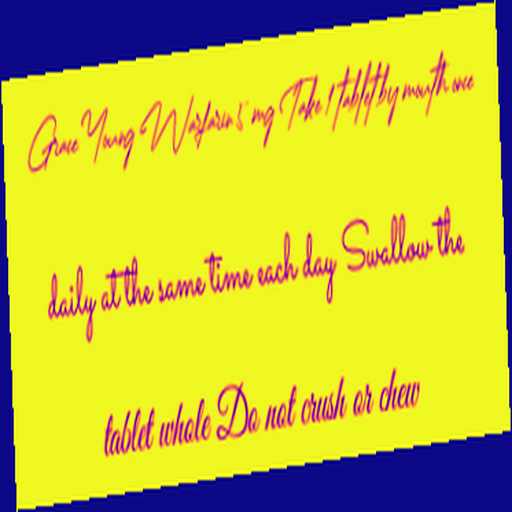 Grace Young Warfarin 5 mg Take 1 tablet by mouth once
daily at the same time each day Swallow the
tablet whole Do not crush or chew